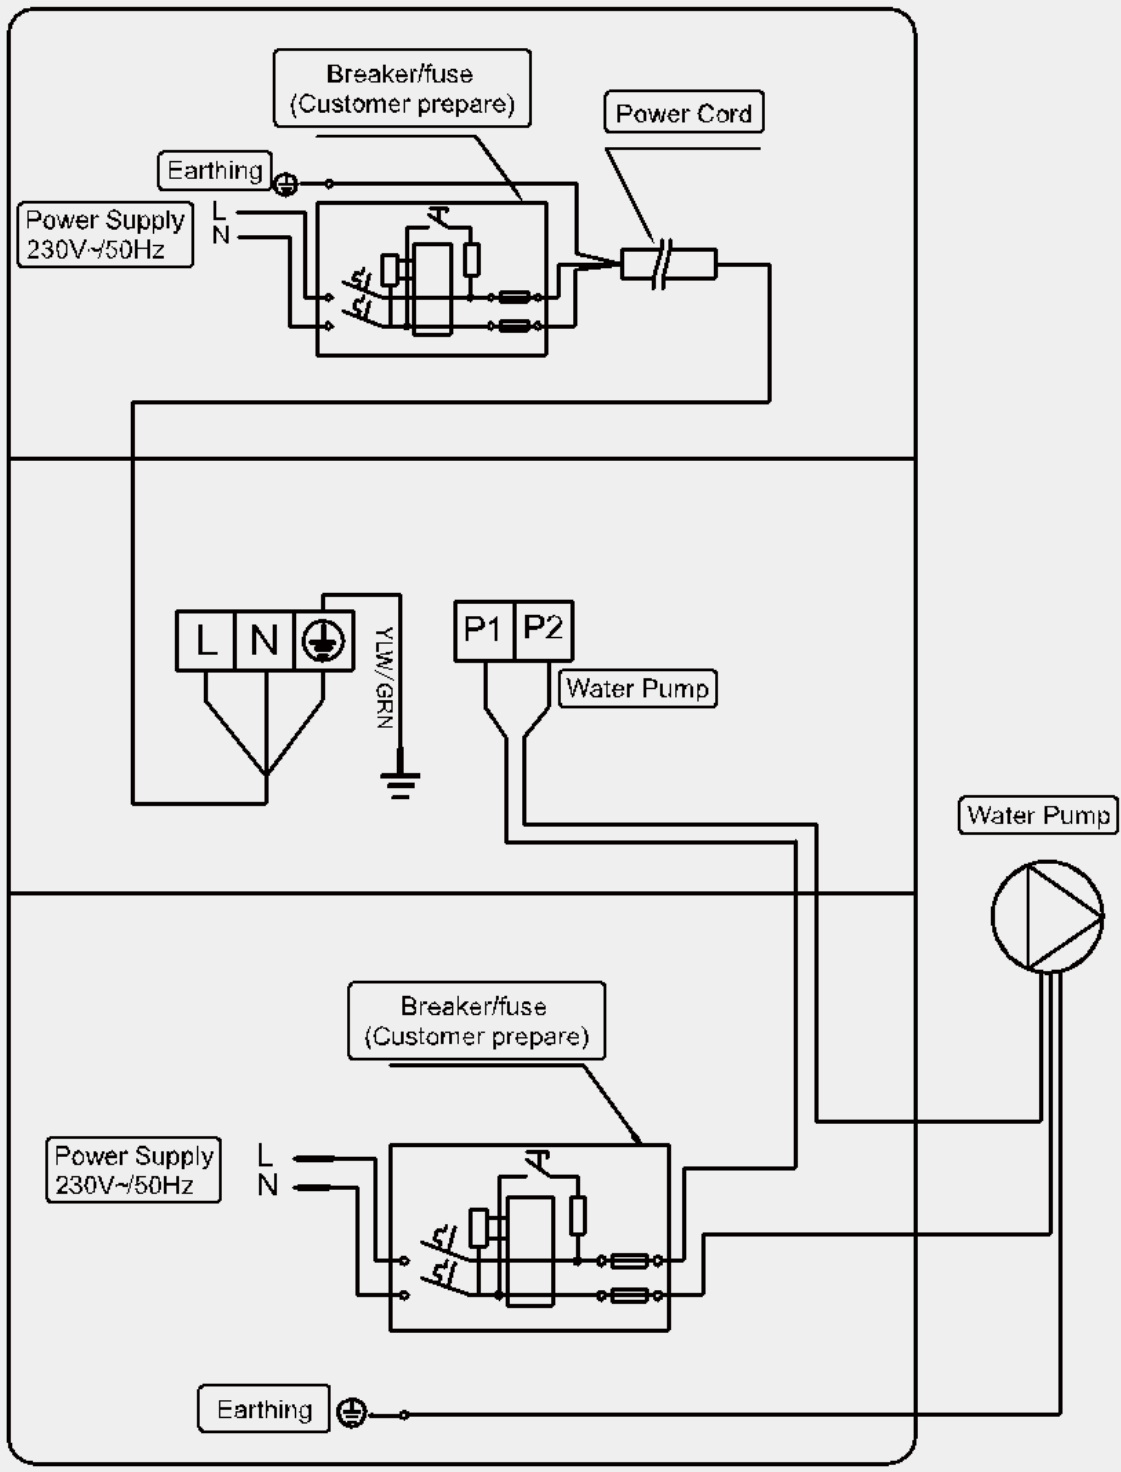 Breaker/fuse
(Customer prepare)
Power Cord
Earthing
Power Supply
230V~/50Hz
L
N
L N
YLW/GRN
P1 P2
Water Pump
Water Pump
Breaker/fuse
(Customer prepare)
Power Supply
230V~/50Hz
L
N
Earthing